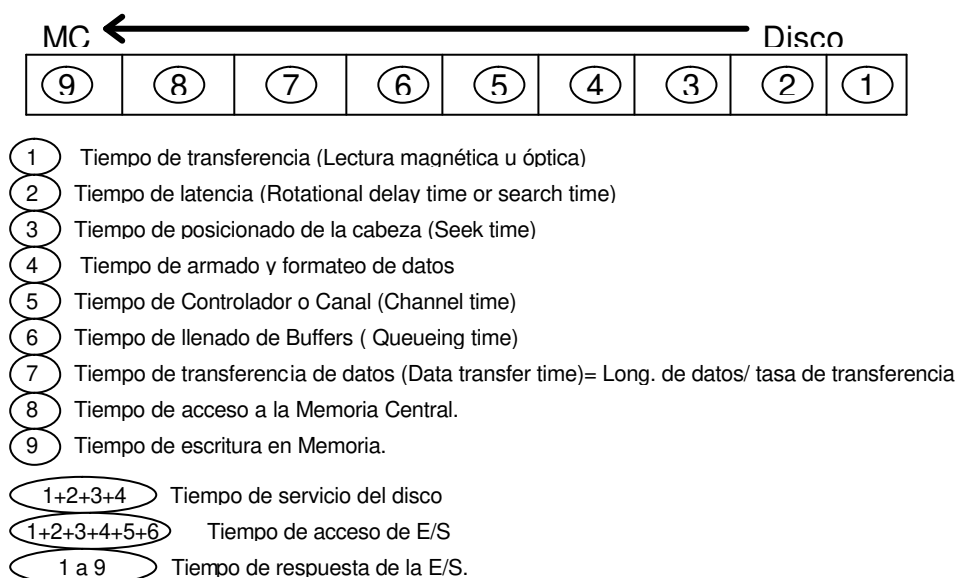 MC Disco
9 8 7 6 5 4 3 2 1
1 Tiempo de transferencia (Lectura magnética u óptica)
2 Tiempo de latencia (Rotational delay time or search time)
3 Tiempo de posicionado de la cabeza (Seek time)
4 Tiempo de armado y formateo de datos
5 Tiempo de Controlador o Canal (Channel time)
6 Tiempo de llenado de Buffers ( Queueing time)
7 Tiempo de transferencia de datos (Data transfer time)= Long. de datos/ tasa de transferencia
8 Tiempo de acceso a la Memoria Central.
9 Tiempo de escritura en Memoria.
1+2+3+4 Tiempo de servicio del disco
1+2+3+4+5+6 Tiempo de acceso de E/S
1 a 9 Tiempo de respuesta de la E/S.